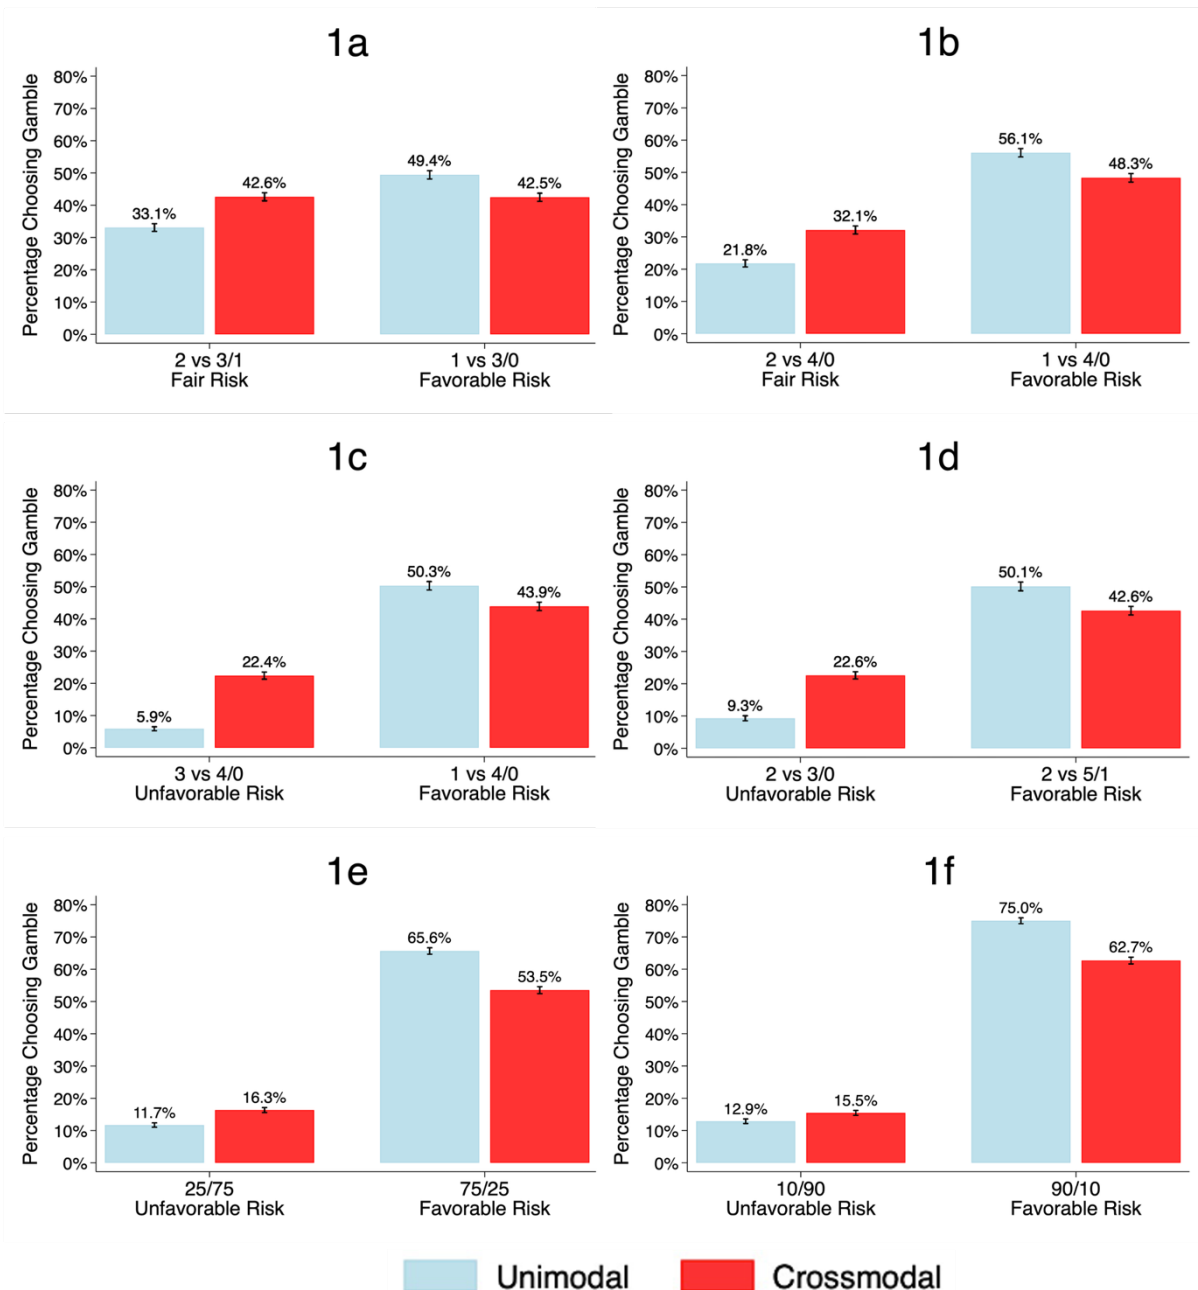 1a
Percentage Choosing Gamble
80%
70%
60%
50%
40%
30%
20%
10%
0%
33.1%
42.6%
49.4%
42.5%
2 vs 3/1
Fair Risk
1 vs 3/0
Favorable Risk
1b
Percentage Choosing Gamble
80%
70%
60%
50%
40%
30%
20%
10%
0%
21.8%
32.1%
56.1%
48.3%
2 vs 4/0
Fair Risk
1 vs 4/0
Favorable Risk
1c
Percentage Choosing Gamble
80%
70%
60%
50%
40%
30%
20%
10%
0%
5.9%
22.4%
50.3%
43.9%
3 vs 4/0
Unfavorable Risk
1 vs 4/0
Favorable Risk
1d
Percentage Choosing Gamble
80%
70%
60%
50%
40%
30%
20%
10%
0%
9.3%
22.6%
50.1%
42.6%
2 vs 3/0
Unfavorable Risk
2 vs 5/1
Favorable Risk
1e
Percentage Choosing Gamble
80%
70%
60%
50%
40%
30%
20%
10%
0%
11.7%
16.3%
65.6%
53.5%
25/75
Unfavorable Risk
75/25
Favorable Risk
1f
Percentage Choosing Gamble
80%
70%
60%
50%
40%
30%
20%
10%
0%
12.9%
15.5%
75.0%
62.7%
10/90
Unfavorable Risk
90/10
Favorable Risk
Unimodal
Crossmodal